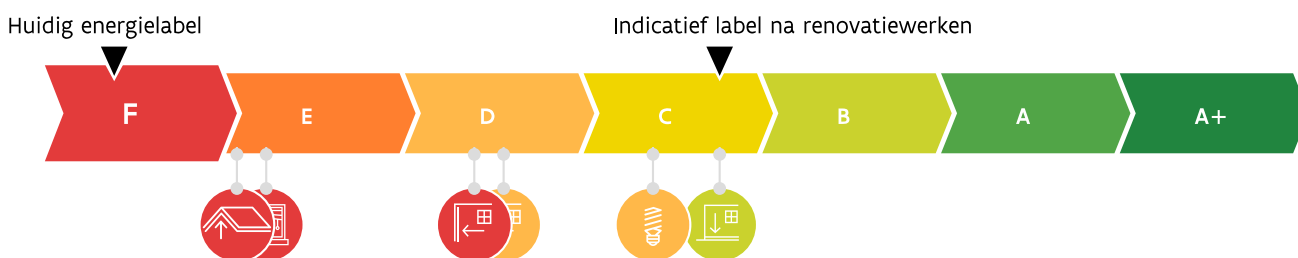 Huidig energielabel
Indicatief label na renovatiewerken
F E D C B A A+